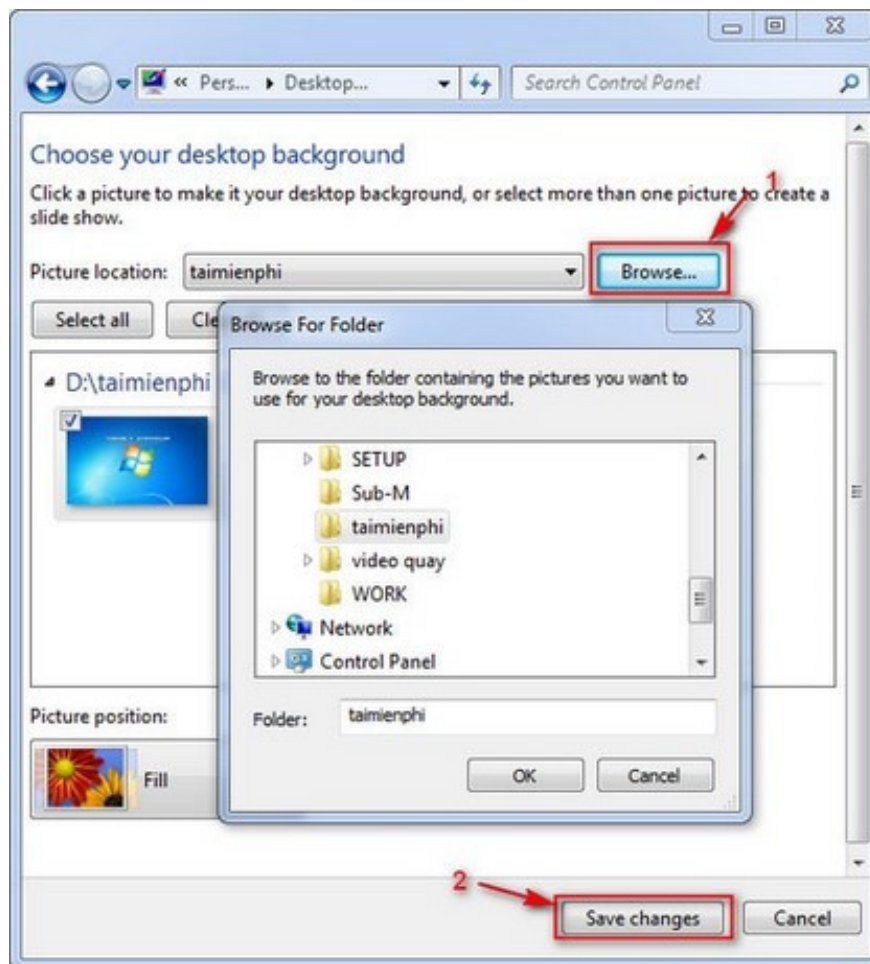 « Pers... Desktop...
Search Control Panel
Choose your desktop background
Click a picture to make it your desktop background, or select more than one picture to create a
slide show.
1
Picture location:
taimienphi
Browse...
Select all
Cle
Browse For Folder
D:\taimienphi
Browse to the folder containing the pictures you want to
use for your desktop background.
SETUP
Sub-M
taimienphi
video quay
WORK
Network
Control Panel
Folder:
taimienphi
OK
Cancel
Picture position:
Fill
2
Save changes
Cancel